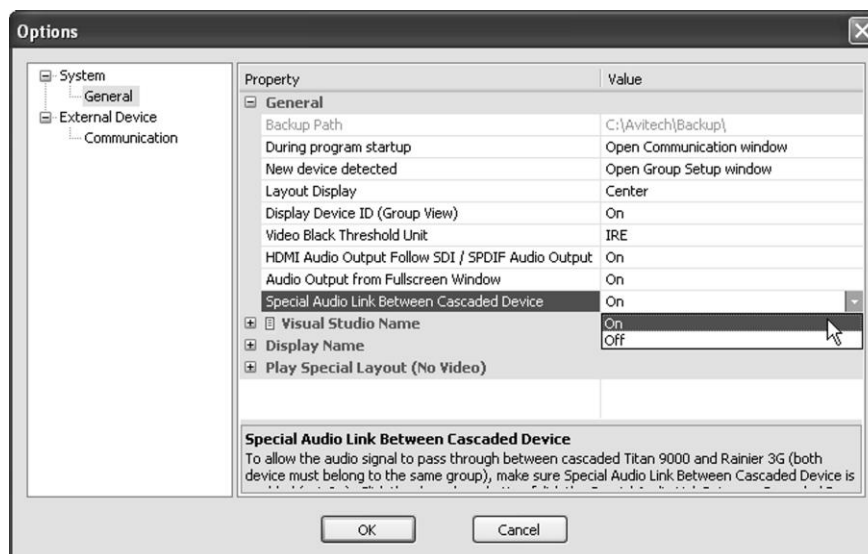 Options
System
General
External Device
Communication
Property Value
General
Backup Path C:\Avitech\Backup\
During program startup Open Communication window
New device detected Open Group Setup window
Layout Display Center
Display Device ID (Group View) On
Video Black Threshold Unit IRE
HDMI Audio Output Follow SDI / SPDIF Audio Output On
Audio Output from Fullscreen Window On
Special Audio Link Between Cascaded Device On
Visual Studio Name On
Display Name Off
Play Special Layout (No Video)
Special Audio Link Between Cascaded Device
To allow the audio signal to pass through between cascaded Titan 9000 and Rainier 3G (both
device must belong to the same group), make sure Special Audio Link Between Cascaded Device is
OK Cancel